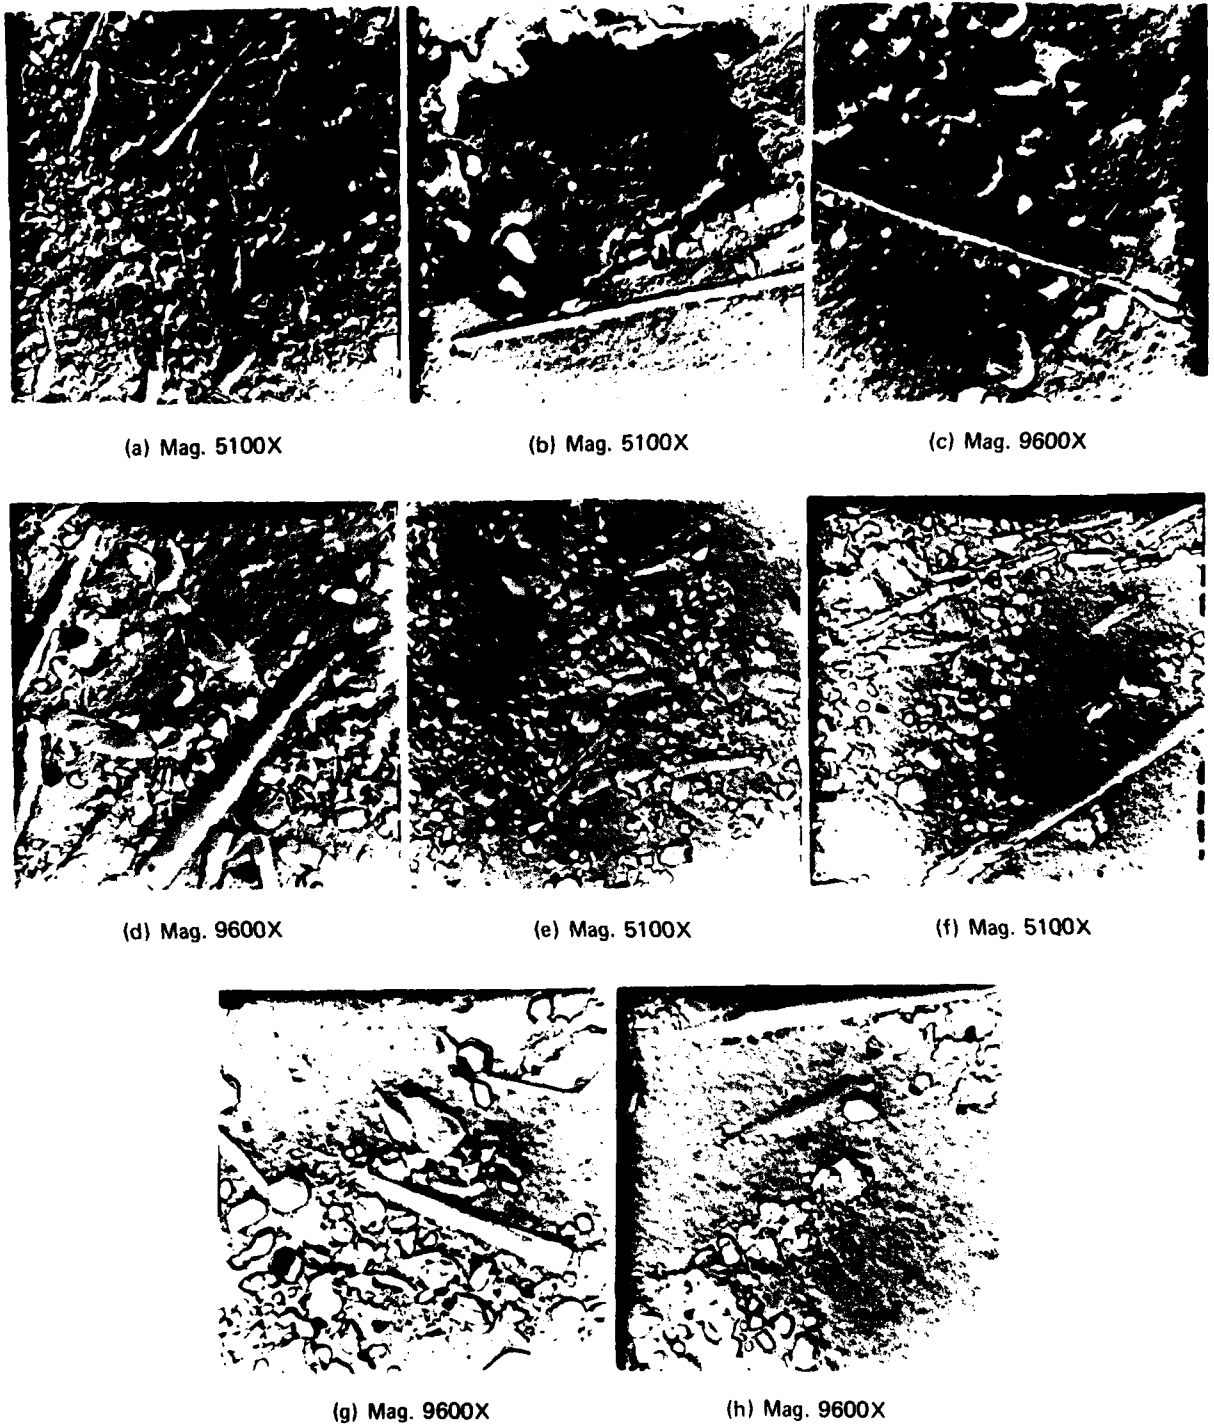 (a) Mag. 5100X
(b) Mag. 5100X
(c) Mag. 9600X
(d) Mag. 9600X
(e) Mag. 5100X
(f) Mag. 5100X
(g) Mag. 9600X
(h) Mag. 9600X